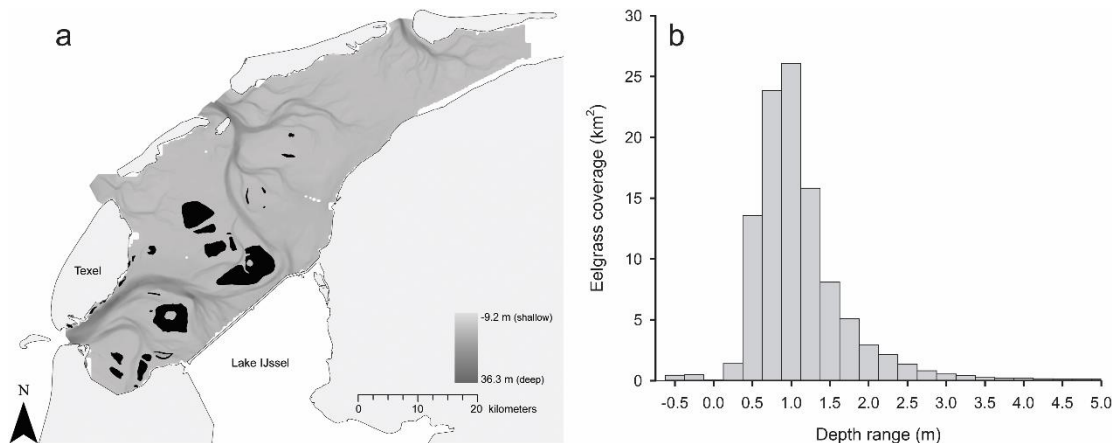 a
Texel
Lake IJssel
-9.2 m (shallow)
36.3 m (deep)
N
0 10 20 kilometers
b
Eelgrass coverage (km²)
30
25
20
15
10
5
0
-0.5 0.0 0.5 1.0 1.5 2.0 2.5 3.0 3.5 4.0 4.5 5.0
Depth range (m)